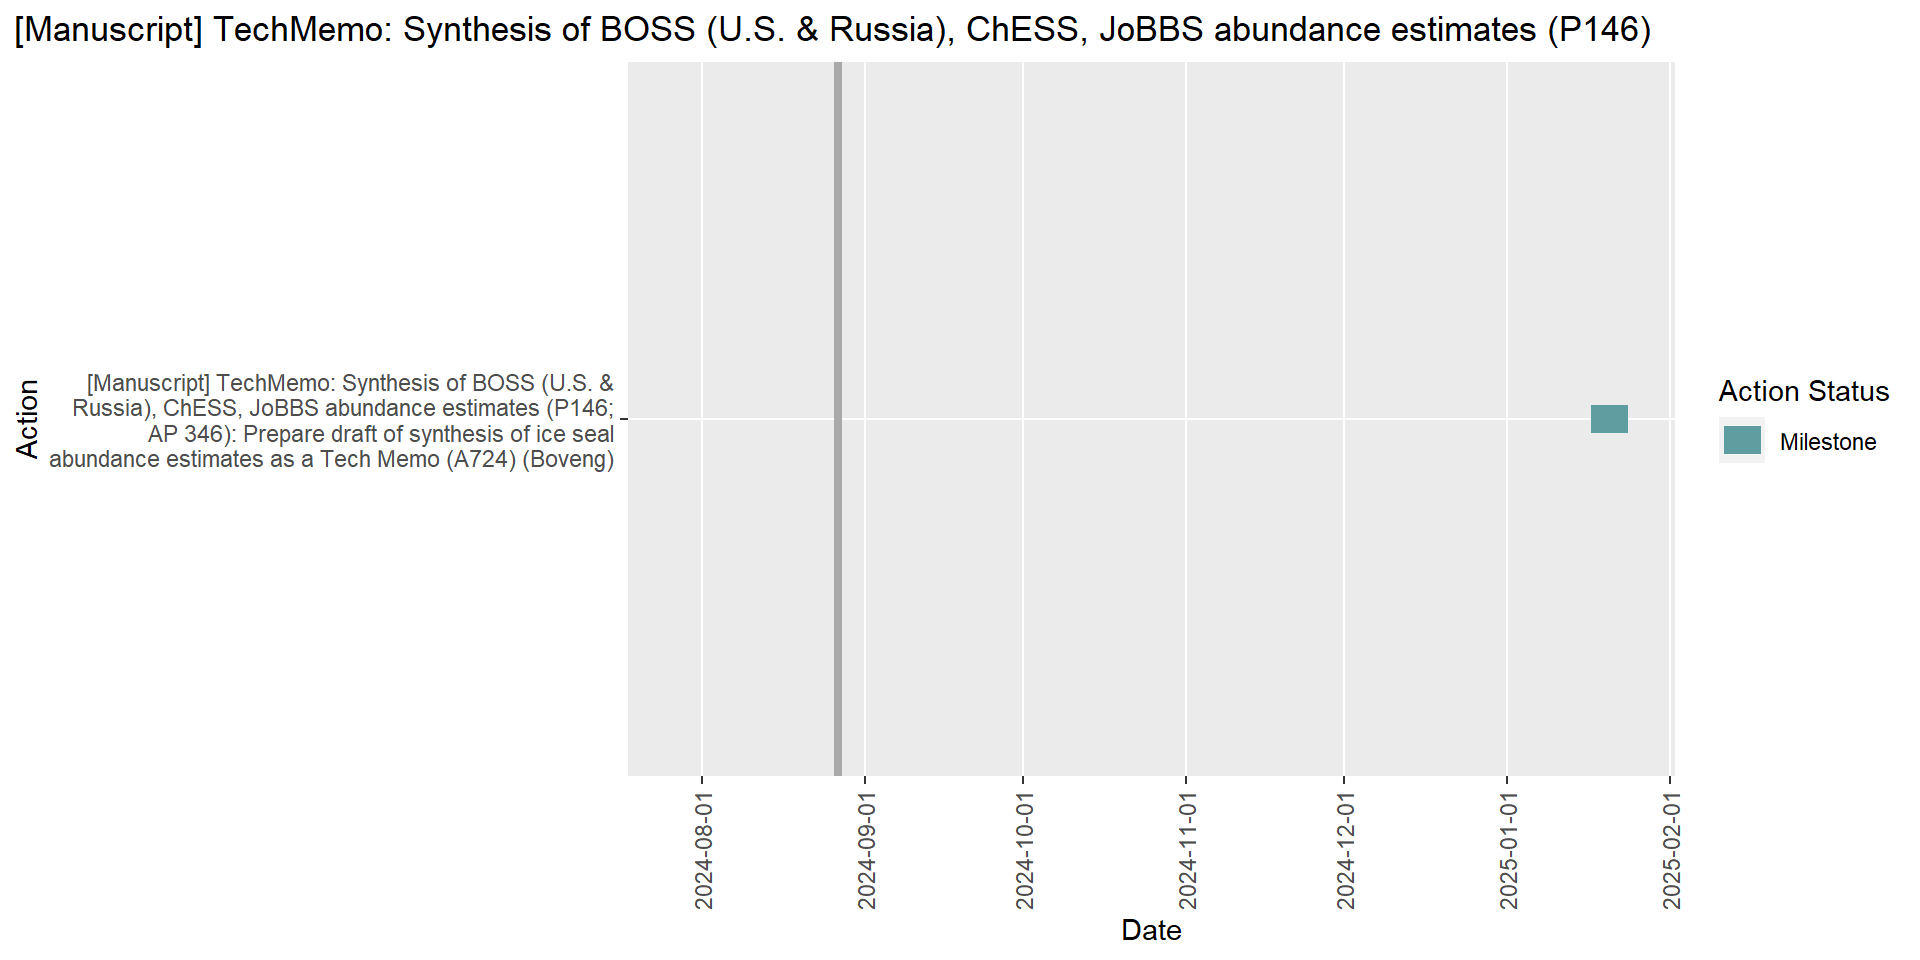 [Manuscript] TechMemo: Synthesis of BOSS (U.S. & Russia), ChESS, JoBBS abundance estimates (P146)
Action
[Manuscript] TechMemo: Synthesis of BOSS (U.S. &
Russia), ChESS, JoBBS abundance estimates (P146;
AP 346): Prepare draft of synthesis of ice seal
abundance estimates as a Tech Memo (A724) (Boveng)
Action Status
Milestone
2024-08-01
2024-09-01
2024-10-01
2024-11-01
2024-12-01
2025-01-01
2025-02-01
Date